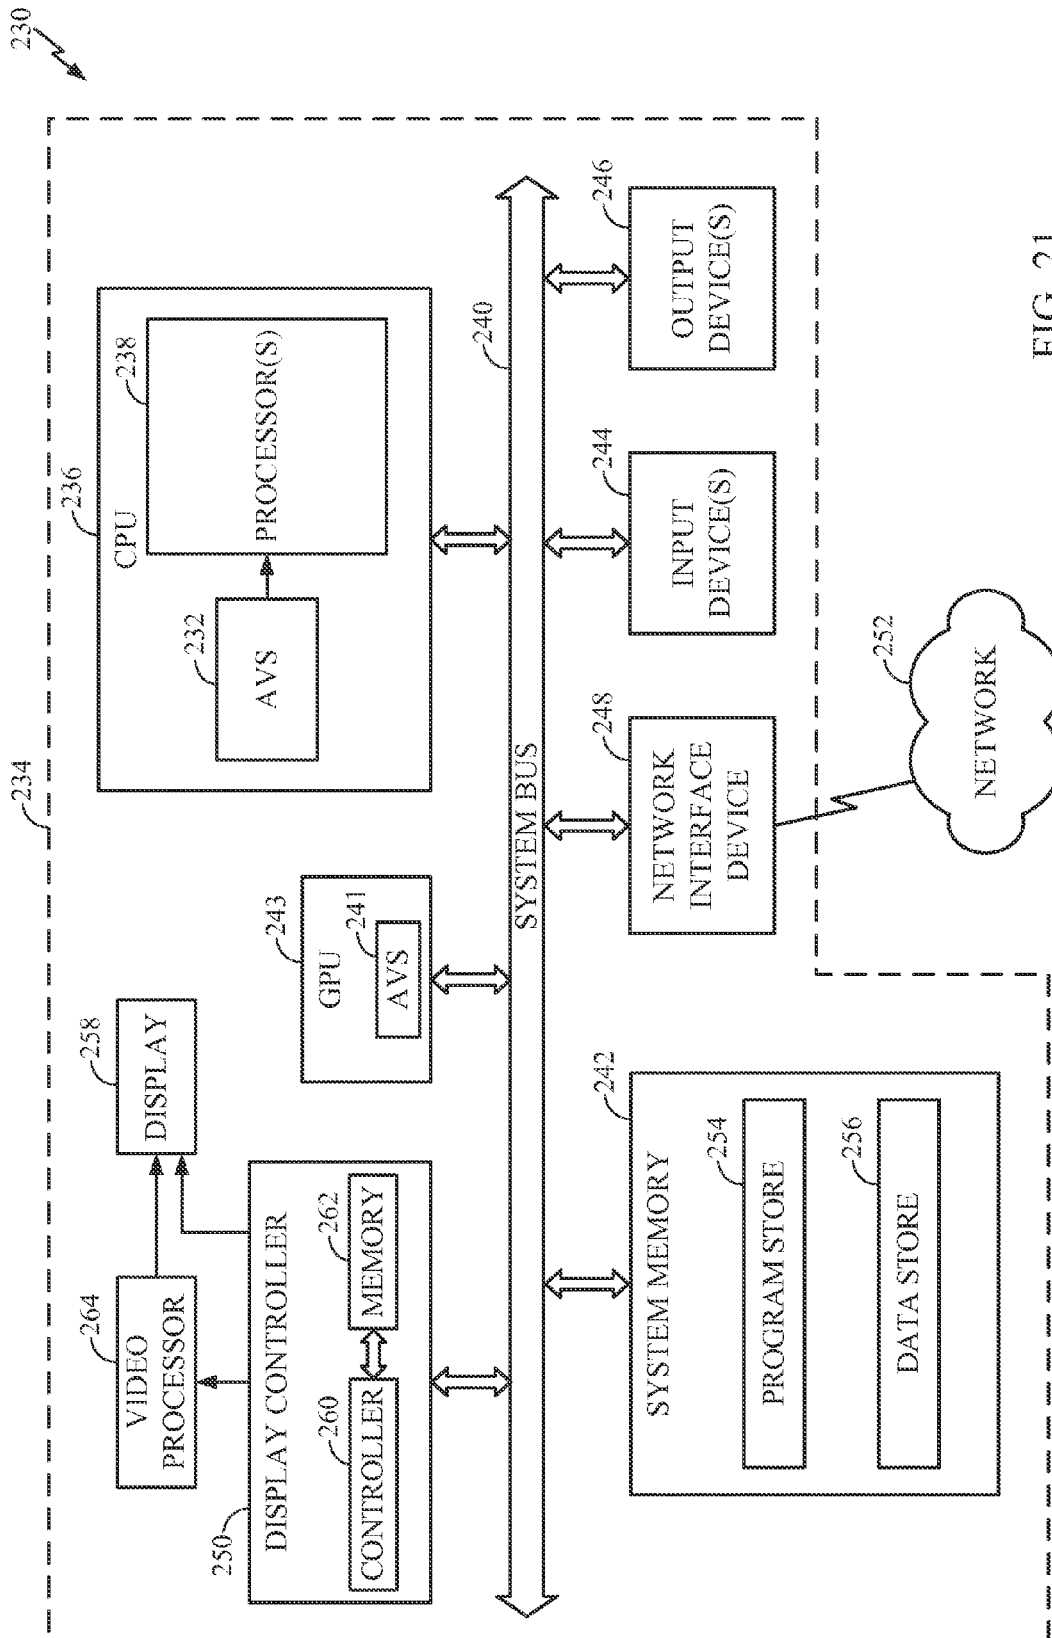 230
234
264
VIDEO
PROCESSOR
258
DISPLAY
250
DISPLAY CONTROLLER
260
CONTROLLER
262
MEMORY
243
GPU
241
AVS
236
CPU
232
AVS
238
PROCESSOR(S)
SYSTEM BUS
240
242
SYSTEM MEMORY
254
PROGRAM STORE
256
DATA STORE
248
NETWORK
INTERFACE
DEVICE
244
INPUT
DEVICE(S)
246
OUTPUT
DEVICE(S)
252
NETWORK
FIG. 21